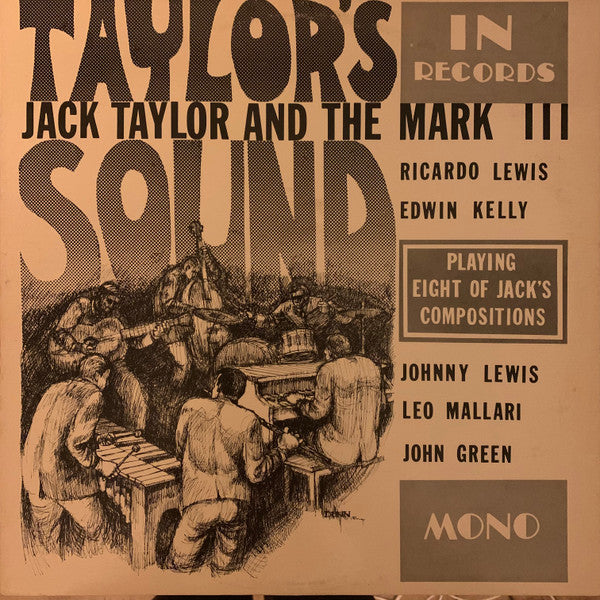 TAYLOR'S
IN
RECORDS
JACK TAYLOR AND THE MARK III
SOUND
RICARDO LEWIS
EDWIN KELLY
PLAYING
EIGHT OF JACK'S
COMPOSITIONS
JOHNNY LEWIS
LEO MALLARI
JOHN GREEN
MONO